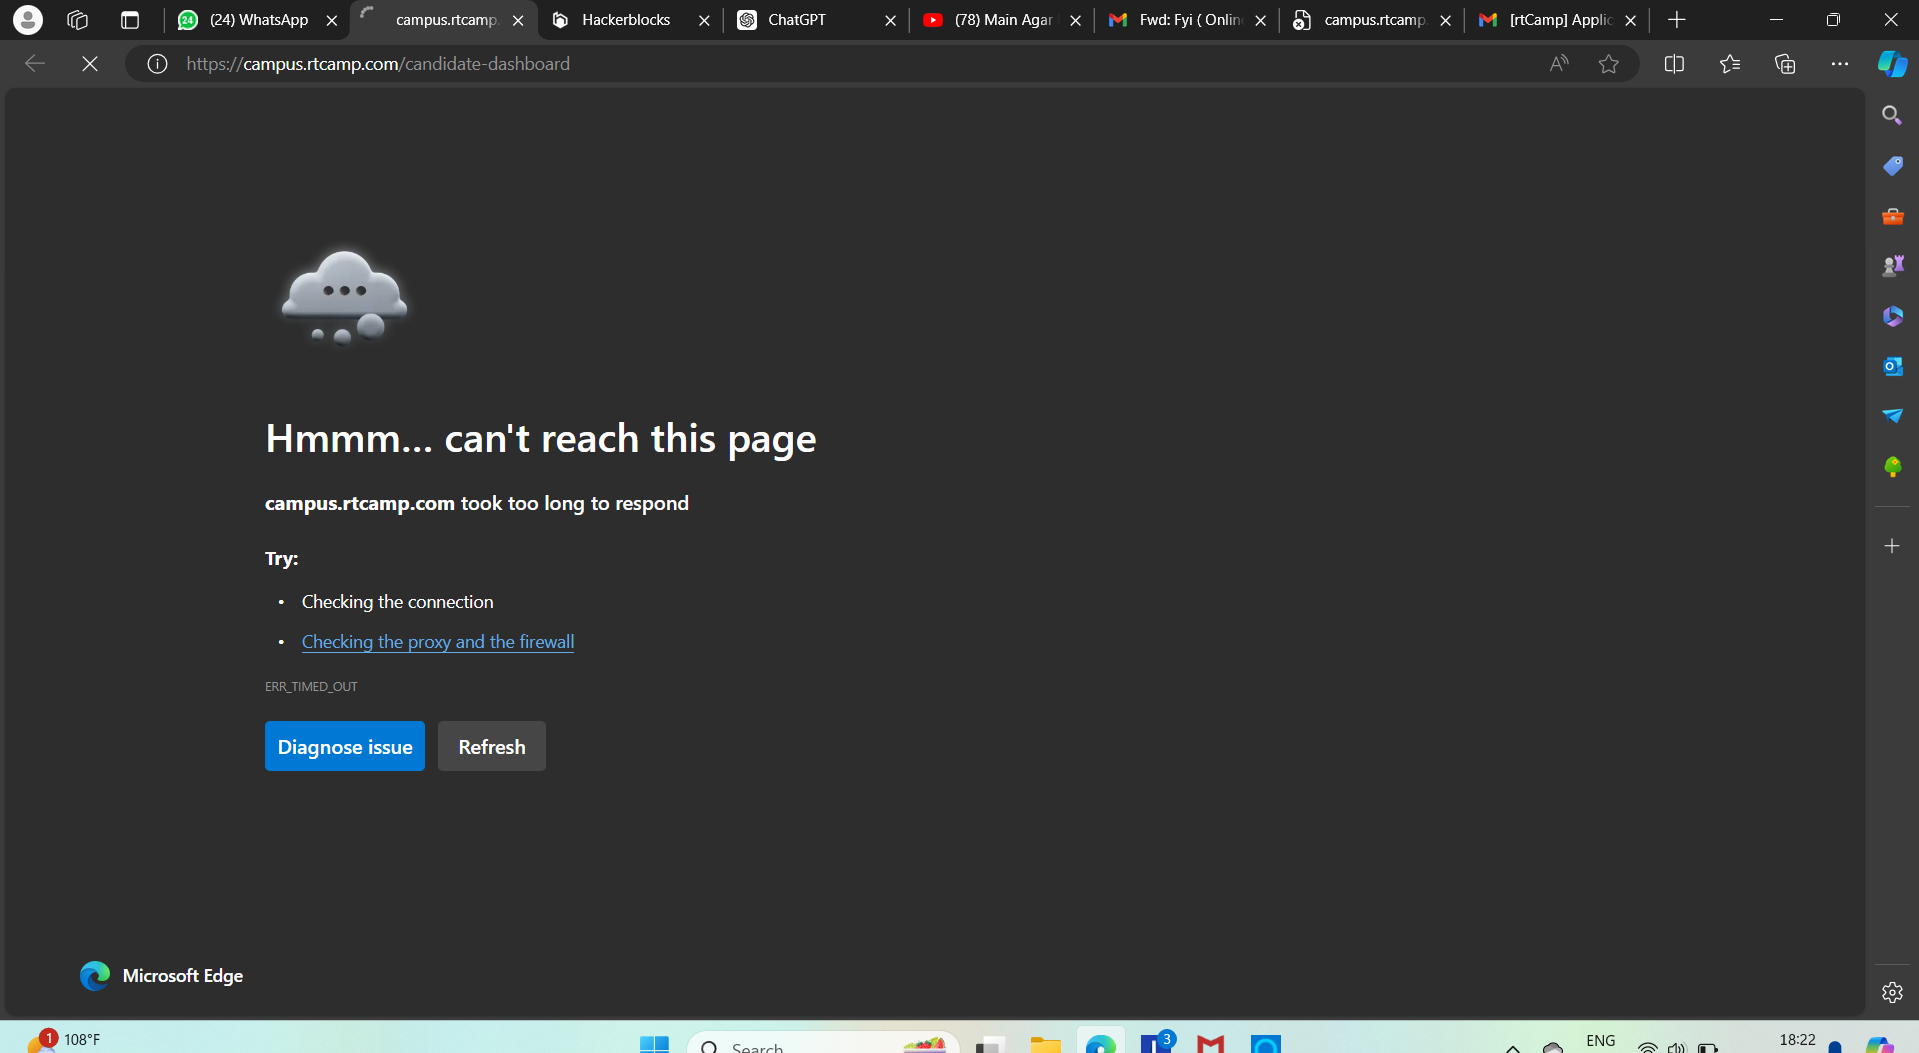 (24) WhatsApp
campus.rtcamp.
Hackerblocks
ChatGPT
(78) Main Agar
Fwd: Fyi ( Onlin
campus.rtcamp.
[rtCamp] Applic
https://campus.rtcamp.com/candidate-dashboard
Hmmm... can't reach this page
campus.rtcamp.com took too long to respond
Try:
• Checking the connection
• Checking the proxy and the firewall
ERR_TIMED_OUT
Diagnose issue
Refresh
Microsoft Edge
1
108°F
Search
3
ENG
18:22